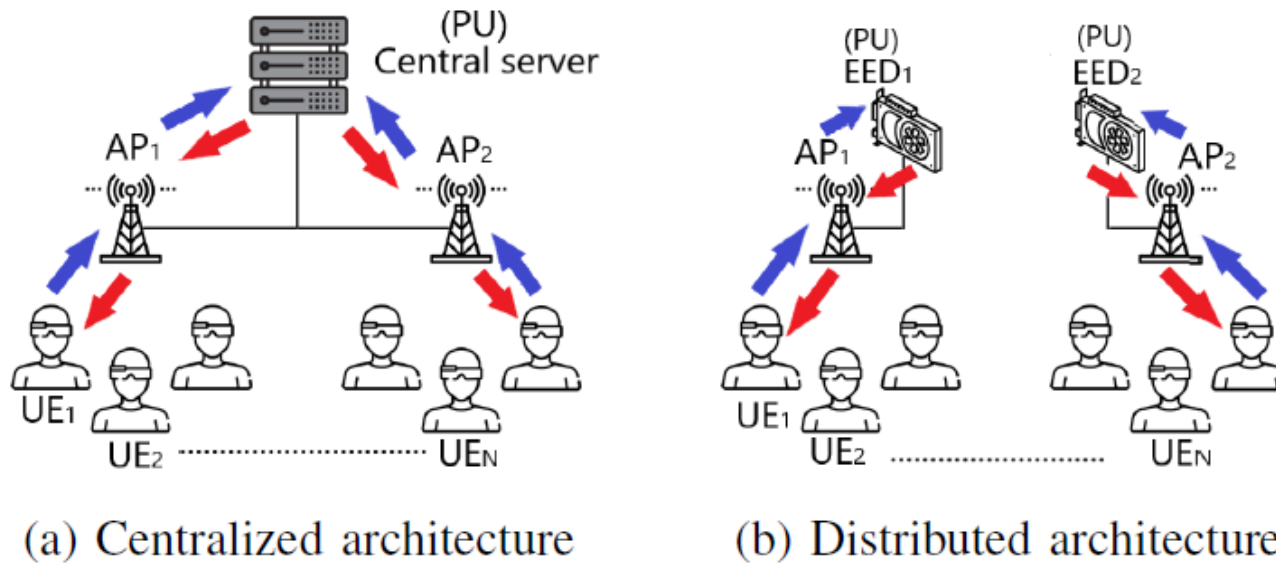 (PU)
Central server
AP1
AP2
UE1
UE2
UEN
(a) Centralized architecture
(PU)
EED1
(PU)
EED2
AP1
AP2
UE1
UE2
UEN
(b) Distributed architecture